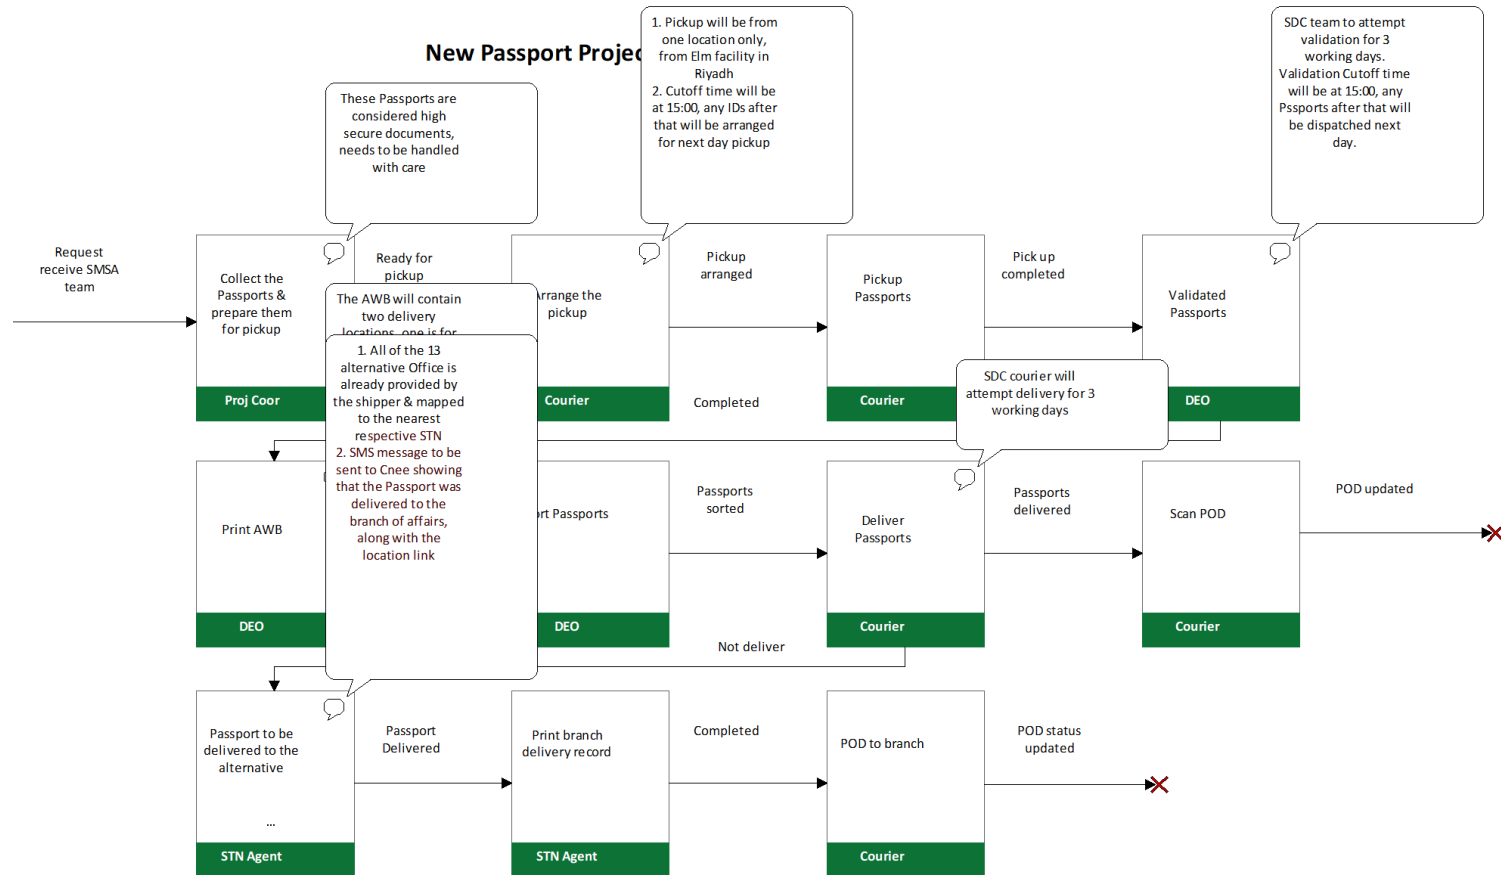 New Passport Projec
1. Pickup will be from
one location only,
from Elm facility in
Riyadh
2. Cutoff time will be
at 15:00, any IDs after
that will be arranged
for next day pickup
SDC team to attempt
validation for 3
working days.
Validation Cutoff time
will be at 15:00, any
Pssports after that will
be dispatched next
day.
These Passports are
considered high
secure documents,
needs to be handled
with care
Request
receive SMSA
team
Collect the
Passports &
prepare them
for pickup
Proj Coor
Ready for
pickup
Arrange the
pickup
Courier
Pickup
arranged
Pickup
Passports
Courier
Pick up
completed
Validated
Passports
DEO
The AWB will contain
two delivery
locations, one is for
1. All of the 13
alternative Office is
already provided by
the shipper & mapped
to the nearest
respective STN
2. SMS message to be
sent to Cnee showing
that the Passport was
delivered to the
branch of affairs,
along with the
location link
SDC courier will
attempt delivery for 3
working days
Completed
Print AWB
DEO
ort Passports
DEO
Passports
sorted
Deliver
Passports
Courier
Passports
delivered
Scan POD
Courier
POD updated
Not deliver
Passport to be
delivered to the
alternative
...
STN Agent
Passport
Delivered
Print branch
delivery record
STN Agent
Completed
POD to branch
Courier
POD status
updated